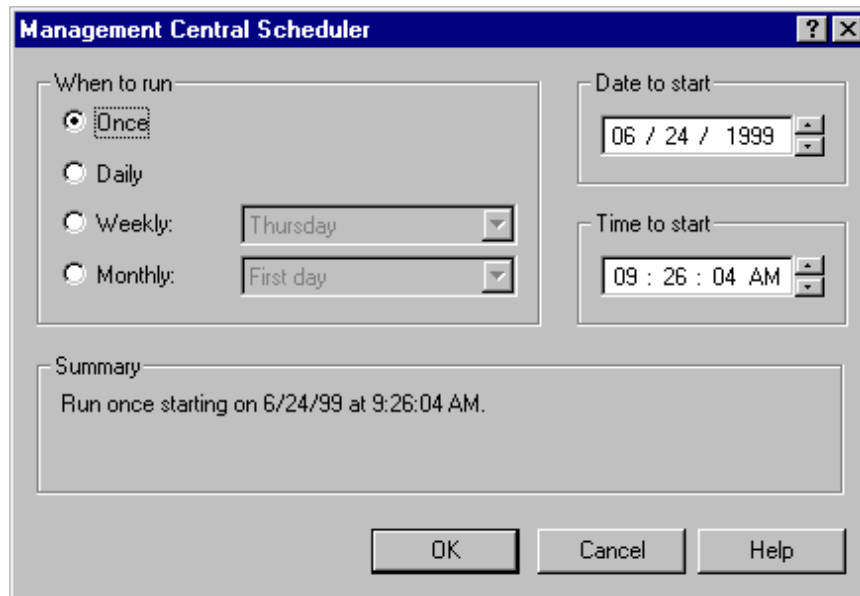 Management Central Scheduler
When to run
Once
Daily
Weekly: Thursday
Monthly: First day
Date to start
06 / 24 / 1999
Time to start
09 : 26 : 04 AM
Summary
Run once starting on 6/24/99 at 9:26:04 AM.
OK Cancel Help